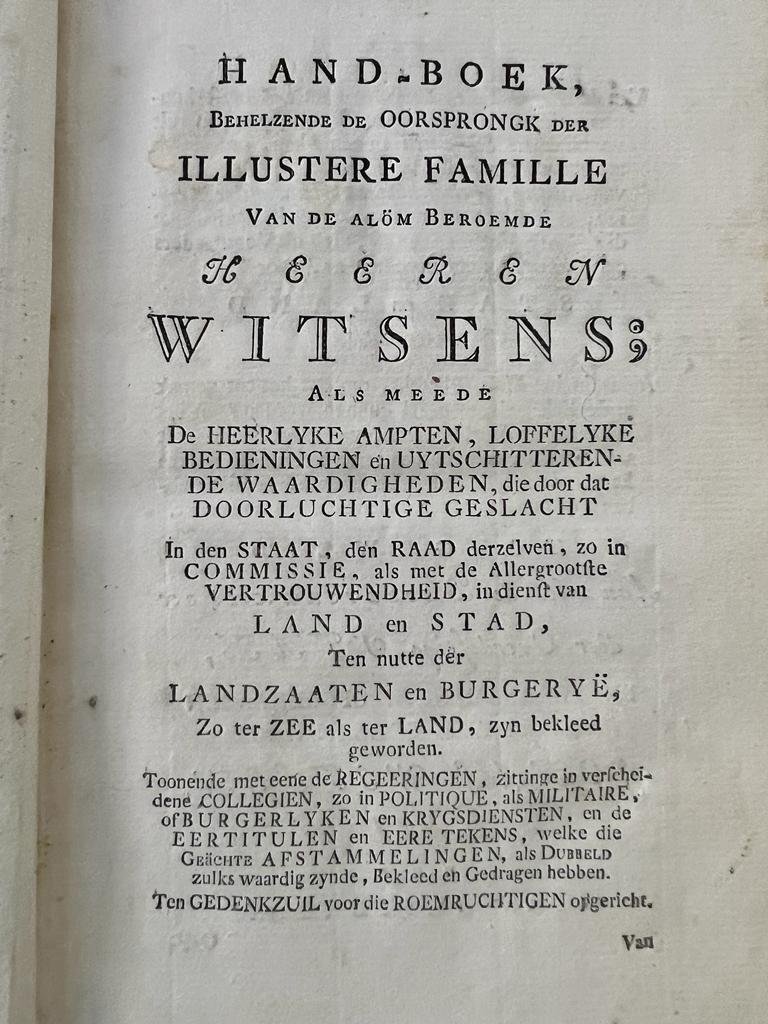 HAND-BOEK,
BEHELZENDE DE OORSPRONGK DER
ILLUSTERE FAMILLE
VAN DE ALÖM BEROEMDE
HEEREN
WITSENS;
ALS MEEDE
De HEERLYKE AMPTEN, LOFFELYKE
BEDIENINGEN en UYTSCHITTEREN-
DE WAARDIGHEDEN, die door dat
DOORLUCHTIGE GESLACHT
In den STAAT, den RAAD derzelven, zo in
COMMISSIE, als met de Allergrootſte
VERTROUWENDHEID, in dienſt van
LAND en STAD,
Ten nutte der
LANDZAATEN en BURGERYË,
Zo ter ZEE als ter LAND, zyn bekleed
geworden.
Toonende met eene de REGEERINGEN, zittinge in verſchei-
dene COLLEGIEN, zo in POLITIQUE, als MILITAIRE,
of BURGERLYKEN en KRYGSDIENSTEN, en de
EERTITULEN en EERE TEKENS, welke die
GEÄCHTE AFSTAMMELINGEN, als DUBBELD
zulks waardig zynde, Bekleed en Gedragen hebben.
Ten GEDENKZUIL voor die ROEMRUCHTIGEN opgericht.
Van